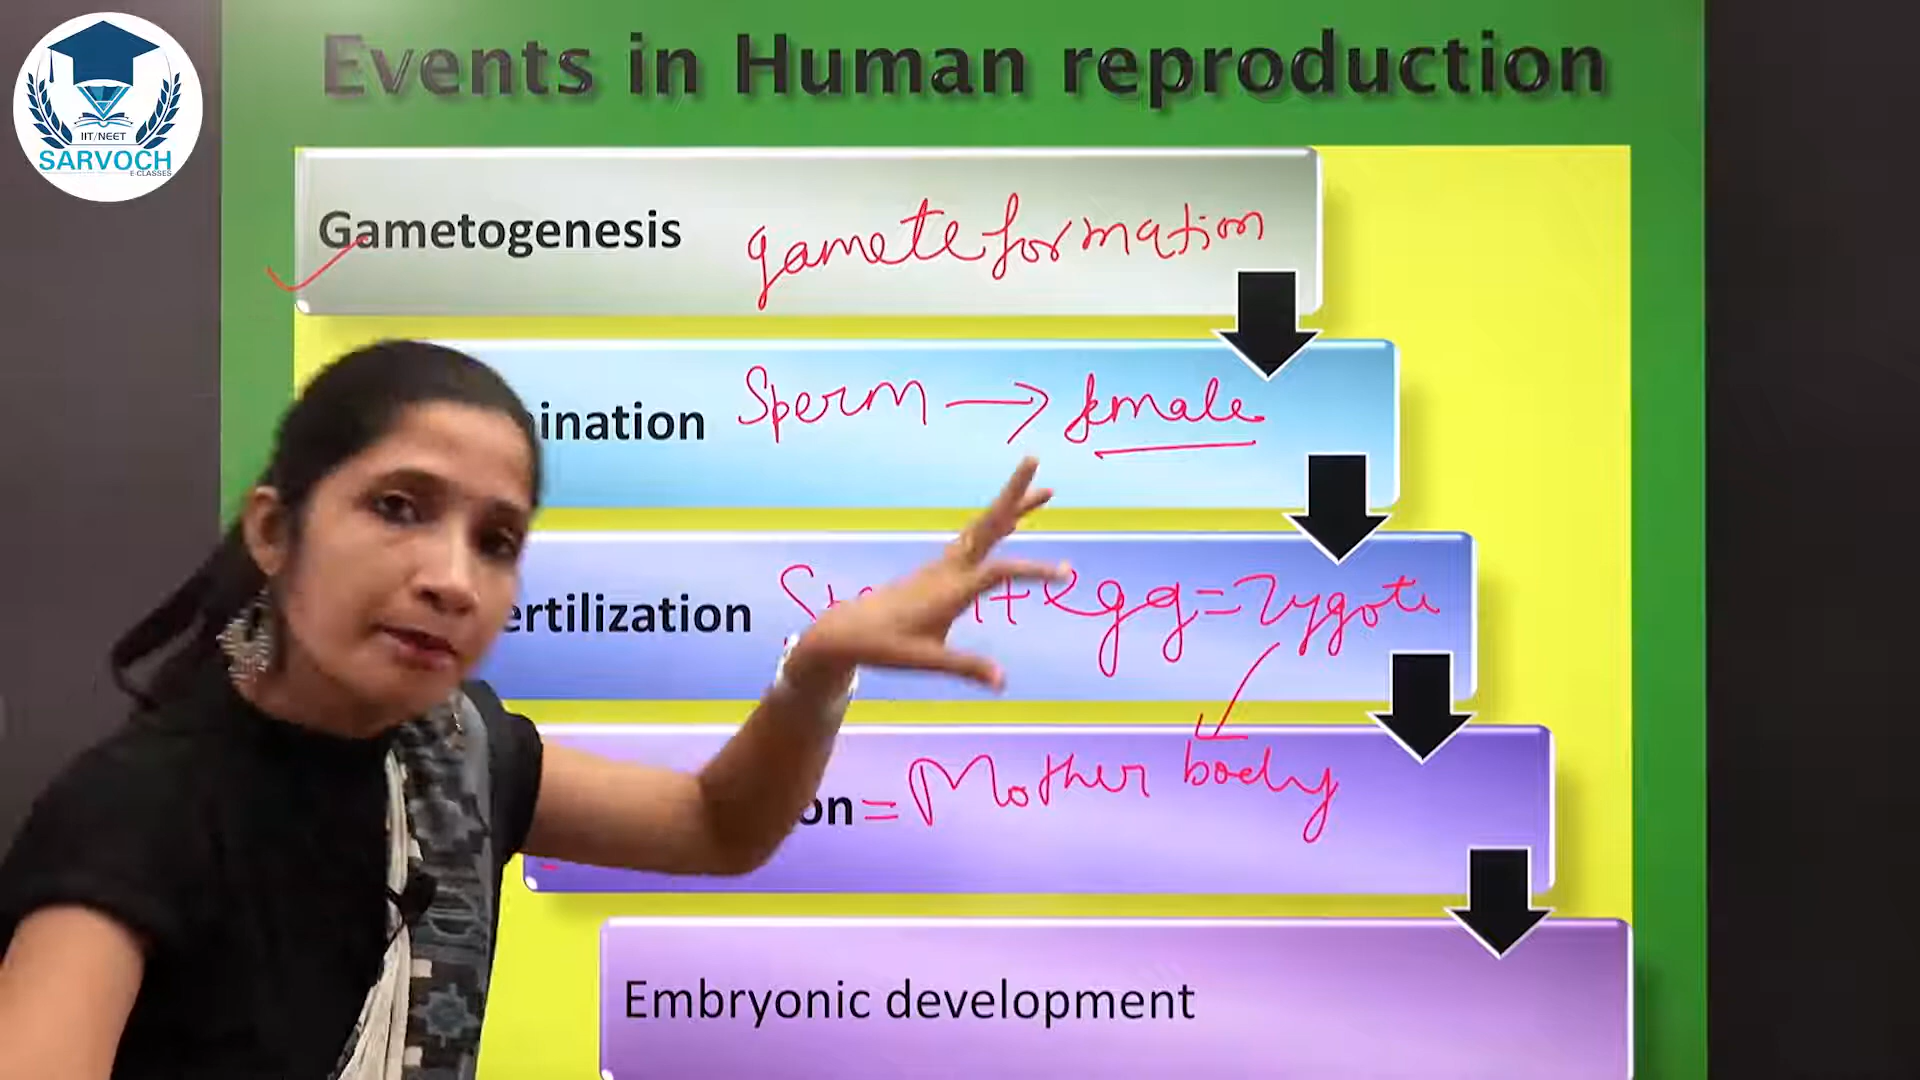 IIT/NEET
SARVOCH
E-CLASSES
Events in Human reproduction
Gametogenesis gamete formation
ination Sperm → female
ertilization +egg=Zygote
on = Mother body
Embryonic development